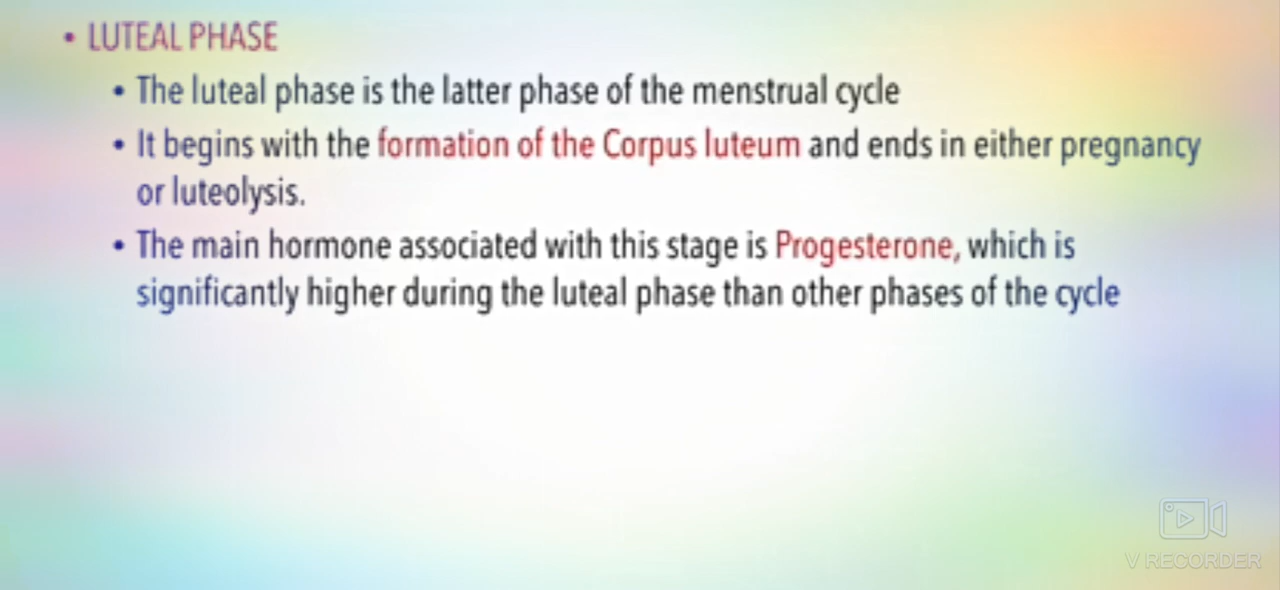 • LUTEAL PHASE
• The luteal phase is the latter phase of the menstrual cycle
• It begins with the formation of the Corpus luteum and ends in either pregnancy
or luteolysis.
• The main hormone associated with this stage is Progesterone, which is
significantly higher during the luteal phase than other phases of the cycle
V RECORDER